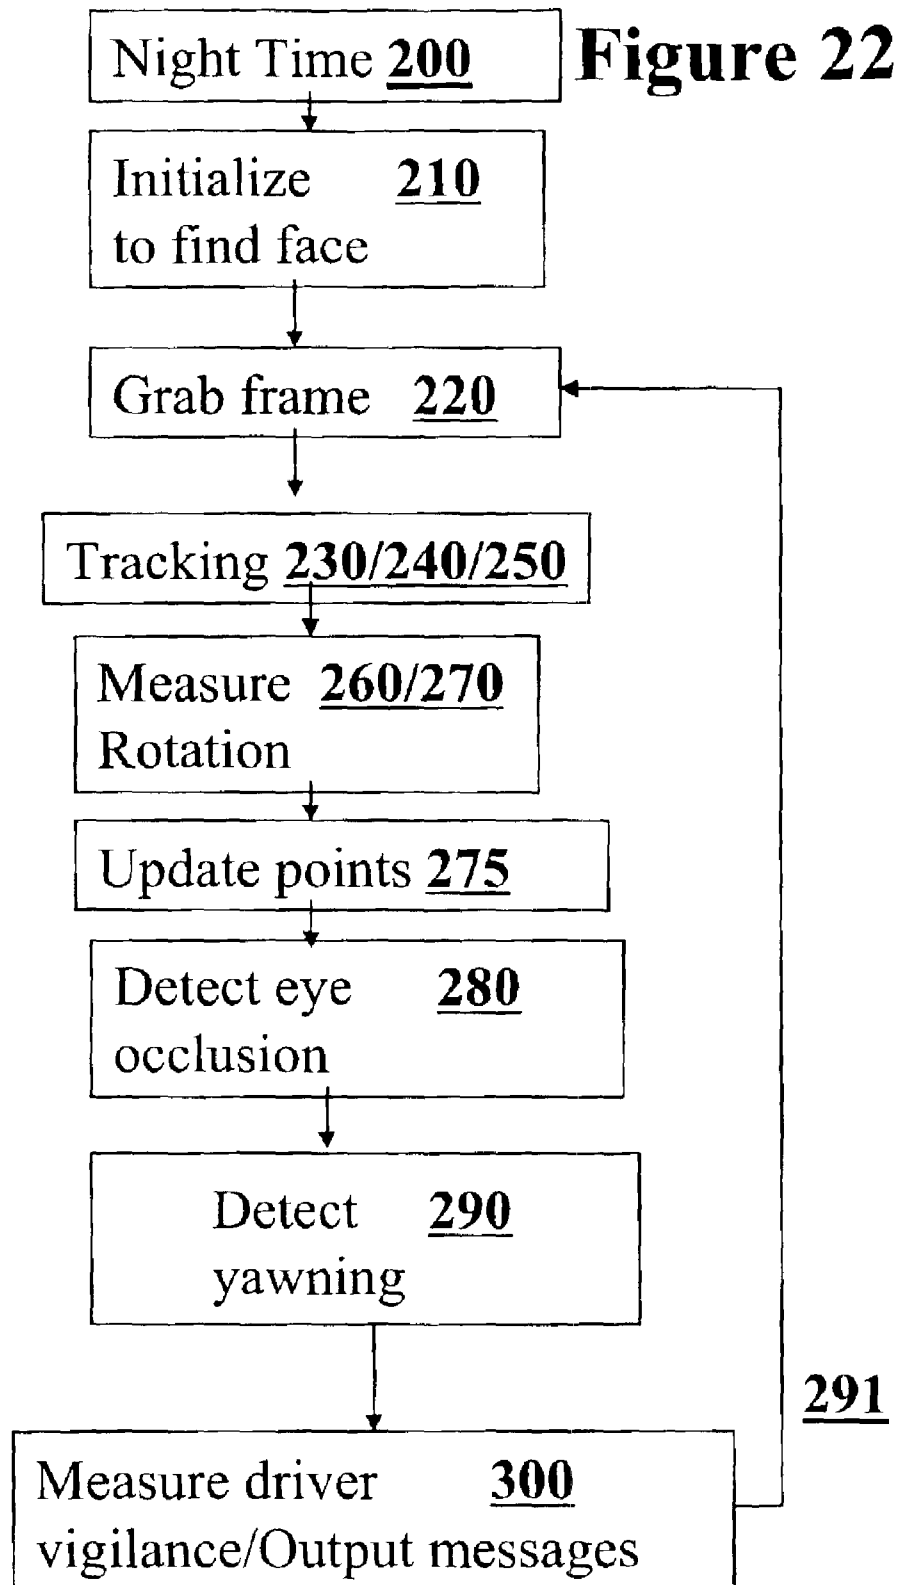 Night Time 200
Figure 22
Initialize 210
to find face
Grab frame 220
Tracking 230/240/250
Measure 260/270
Rotation
Update points 275
Detect eye 280
occlusion
Detect 290
yawning
291
Measure driver 300
vigilance/Output messages